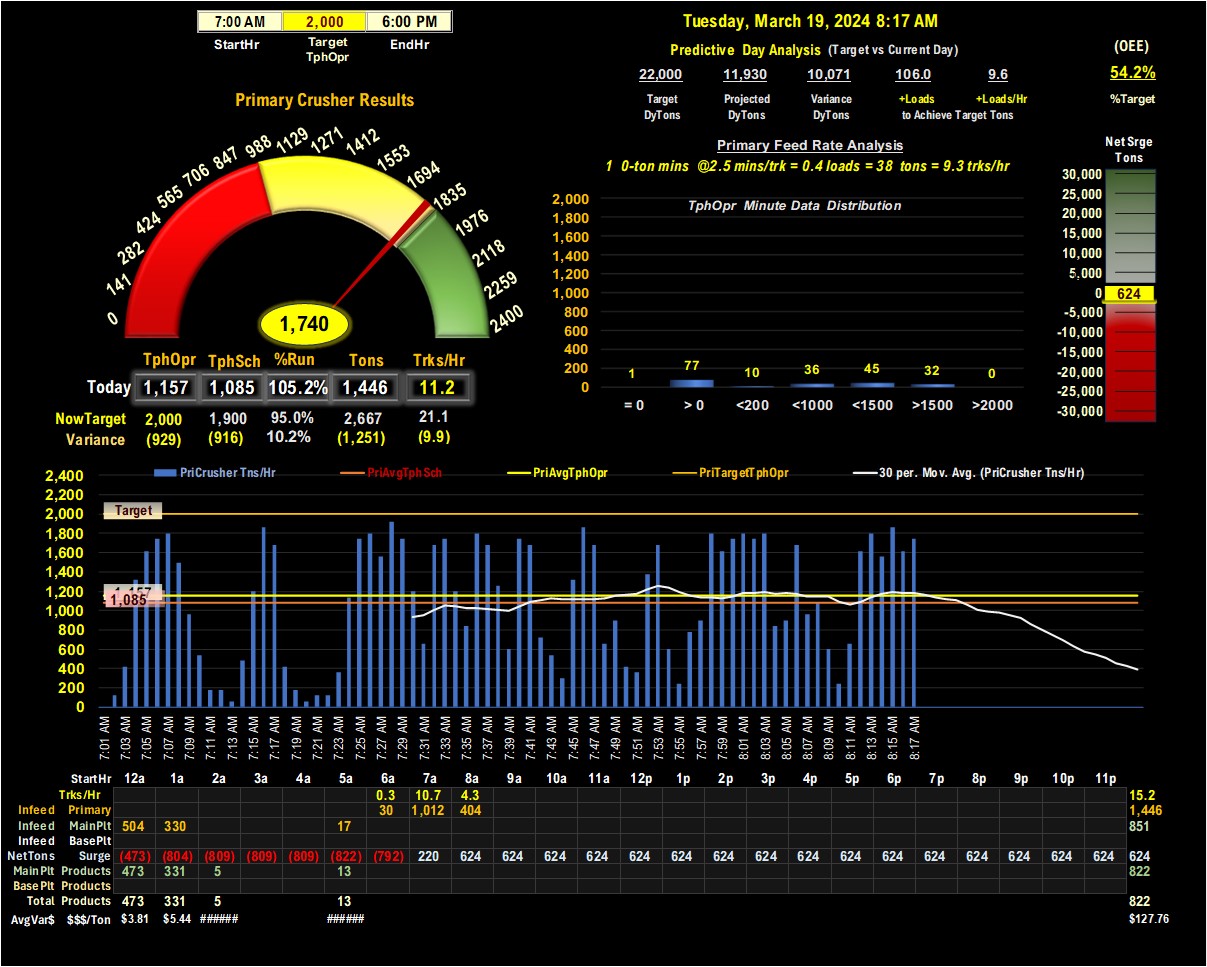 7:00 AM 2,000 6:00 PM
StartHr Target TphOpr EndHr
Tuesday, March 19, 2024 8:17 AM
Predictive Day Analysis (Target vs Current Day)
22,000 11,930 10,071 106.0 9.6
Target Projected Variance +Loads +Loads/Hr
DyTons DyTons DyTons to Achieve Target Tons
(OEE)
54.2%
%Target
Primary Crusher Results
0 141 282 424 565 706 847 988 1129 1271 1412 1553 1694 1835 1976 2118 2259 2400
1,740
TphOpr TphSch %Run Tons Trks/Hr
Today 1,157 1,085 105.2% 1,446 11.2
NowTarget 2,000 1,900 95.0% 2,667 21.1
Variance (929) (916) 10.2% (1,251) (9.9)
Primary Feed Rate Analysis
1 0-ton mins @2.5 mins/trk = 0.4 loads = 38 tons = 9.3 trks/hr
TphOpr Minute Data Distribution
2,000
1,800
1,600
1,400
1,200
1,000
800
600
400
200
0
1 77 10 36 45 32 0
= 0 > 0 <200 <1000 <1500 >1500 >2000
Net Srge
Tons
30,000
25,000
20,000
15,000
10,000
5,000
0 624
-5,000
-10,000
-15,000
-20,000
-25,000
-30,000
PriCrusher Tns/Hr PriAvgTphSch PriAvgTphOpr PriTargetTphOpr 30 per. Mov. Avg. (PriCrusher Tns/Hr)
2,400
2,200
2,000
1,800
1,600
1,400
1,200
1,000
800
600
400
200
0
Target
1,157
1,085
7:01 AM 7:03 AM 7:05 AM 7:07 AM 7:09 AM 7:11 AM 7:13 AM 7:15 AM 7:17 AM 7:19 AM 7:21 AM 7:23 AM 7:25 AM 7:27 AM 7:29 AM 7:31 AM 7:33 AM 7:35 AM 7:37 AM 7:39 AM 7:41 AM 7:43 AM 7:45 AM 7:47 AM 7:49 AM 7:51 AM 7:53 AM 7:55 AM 7:57 AM 7:59 AM 8:01 AM 8:03 AM 8:05 AM 8:07 AM 8:09 AM 8:11 AM 8:13 AM 8:15 AM 8:17 AM
StartHr 12a 1a 2a 3a 4a 5a 6a 7a 8a 9a 10a 11a 12p 1p 2p 3p 4p 5p 6p 7p 8p 9p 10p 11p
Trks/Hr 0.3 10.7 4.3 15.2
Infeed Primary 30 1,012 404 1,446
Infeed MainPlt 504 330 17 851
Infeed BasePlt
NetTons Surge (473) (804) (809) (809) (809) (822) (792) 220 624 624 624 624 624 624 624 624 624 624 624 624 624 624 624 624 624
MainPlt Products 473 331 5 13 822
BasePlt Products
Total Products 473 331 5 13 822
AvgVar$ $$$/Ton $3.81 $5.44 ###### ###### $127.76